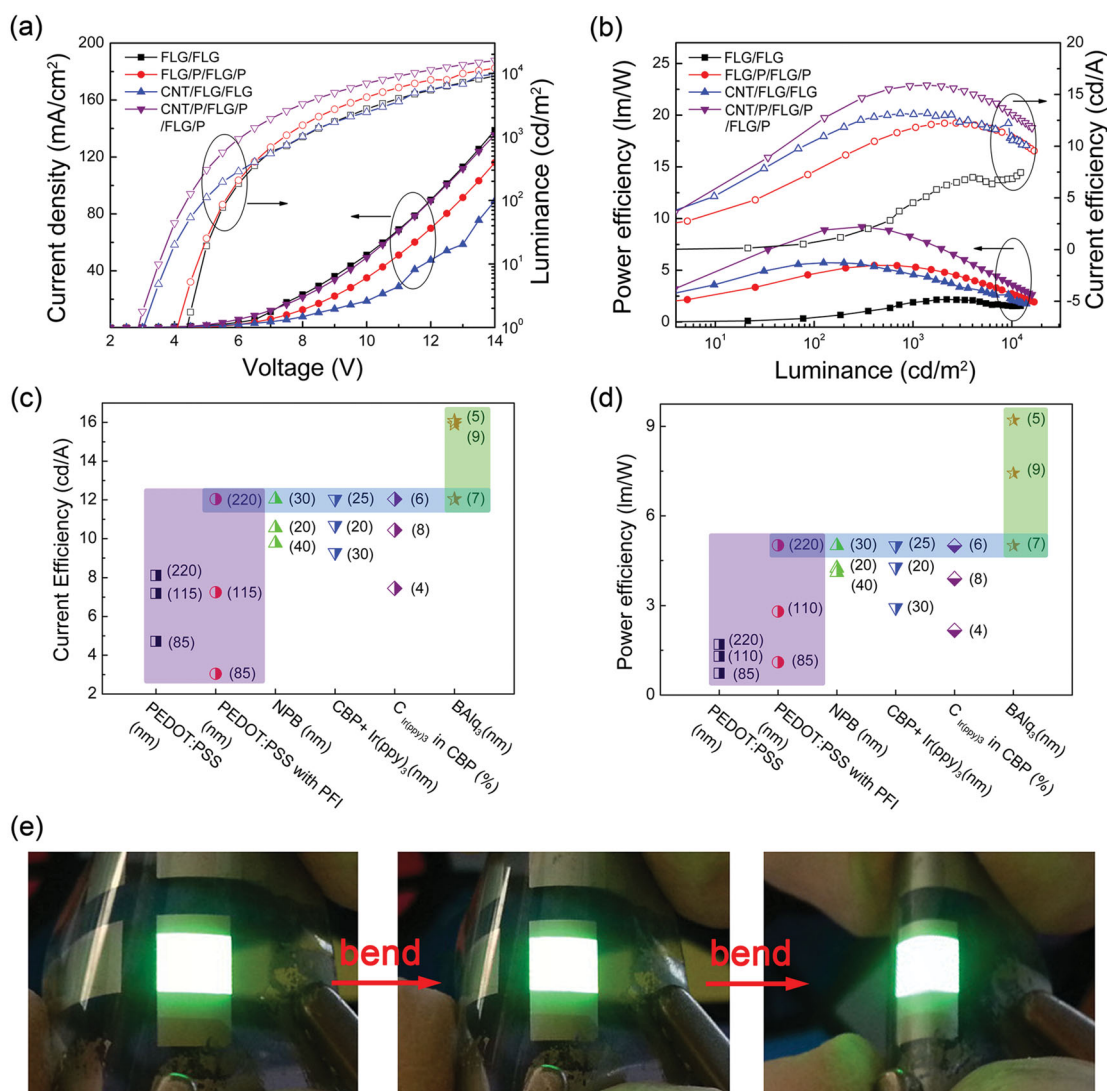 (a)
200
160
120
80
40
Current density (mA/cm²)
FLG/FLG
FLG/P/FLG/P
CNT/FLG/FLG
CNT/P/FLG/P
/FLG/P
10⁴
10³
10²
10¹
10⁰
Luminance (cd/m²)
2 4 6 8 10 12 14
Voltage (V)
(b)
25
20
15
10
5
0
Power efficiency (lm/W)
FLG/FLG
FLG/P/FLG/P
CNT/FLG/FLG
CNT/P/FLG/P
/FLG/P
20
15
10
5
0
-5
Current efficiency (cd/A)
10¹ 10² 10³ 10⁴
Luminance (cd/m²)
(c)
16
14
12
10
8
6
4
2
Current Efficiency (cd/A)
(5)
(9)
(220) (30) (25) (6) (7)
(20) (20) (8)
(40) (30)
(220)
(115) (115) (4)
(85)
(85)
PEDOT:PSS
(nm)
PEDOT:PSS with PFI
(nm)
NPB (nm)
CBP+ Ir(ppy)₃(nm)
C Ir(ppy)3 in CBP (%)
BAlq₃(nm)
(d)
9
6
3
0
Power efficiency (lm/W)
(5)
(9)
(220) (30) (25) (6) (7)
(20) (20) (8)
(40)
(110) (30)
(4)
(220)
(110)
(85) (85)
PEDOT:PSS
(nm)
PEDOT:PSS with PFI
(nm)
NPB (nm)
CBP+ Ir(ppy)₃(nm)
C Ir(ppy)3 in CBP (%)
BAlq₃(nm)
(e)
bend
bend